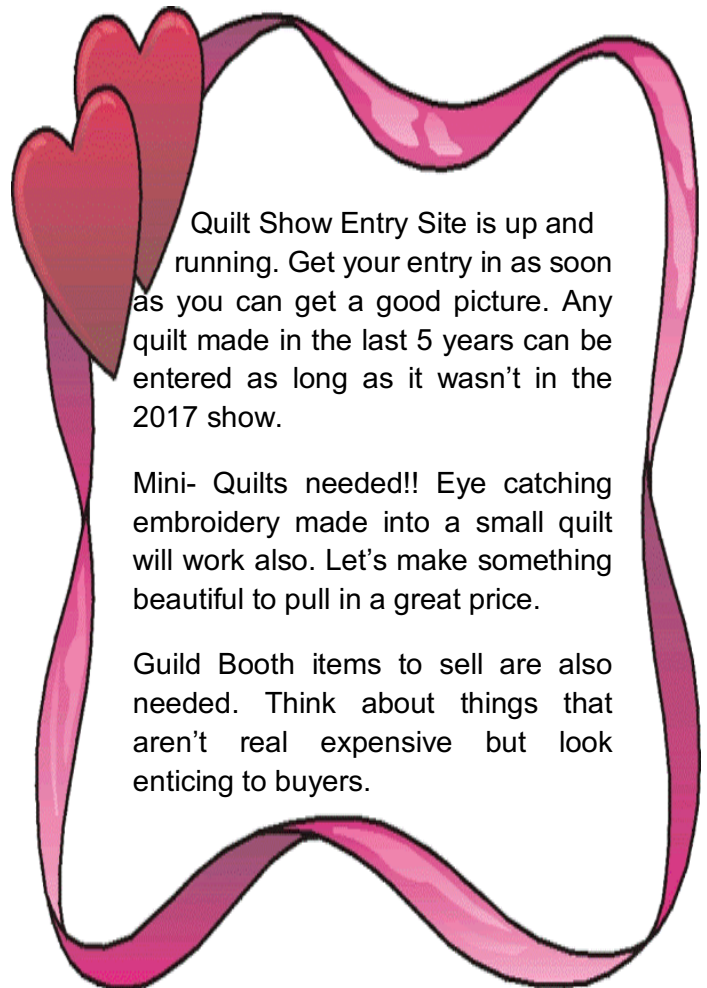 Quilt Show Entry Site is up and
running. Get your entry in as soon
as you can get a good picture. Any
quilt made in the last 5 years can be
entered as long as it wasn’t in the
2017 show.
Mini- Quilts needed!! Eye catching
embroidery made into a small quilt
will work also. Let’s make something
beautiful to pull in a great price.
Guild Booth items to sell are also
needed. Think about things that
aren’t real expensive but look
enticing to buyers.